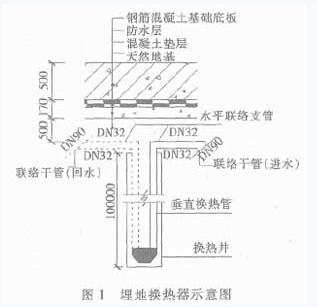 钢筋混凝土基础底板
防水层
混凝土垫层
天然地基
500
170
500
水平联络支管
DN90
DN32
DN32
DN90
DN32
DN32
联络干管(回水)
联络干管(进水)
100000
垂直换热管
换热井
图 1 埋地换热器示意图